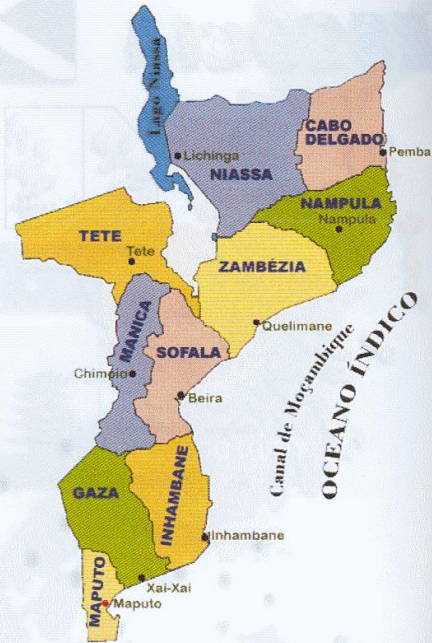 Lago Niassa
CABO
DELGADO
Pemba
Lichinga
NIASSA
NAMPULA
Nampula
TETE
Tete
ZAMBÉZIA
MANICA
SOFALA
Quelimane
Chimoio
Beira
Canal de Moçambique
OCEANO ÍNDICO
GAZA
INHAMBANE
Inhambane
Xai-Xai
MAPUTO
Maputo